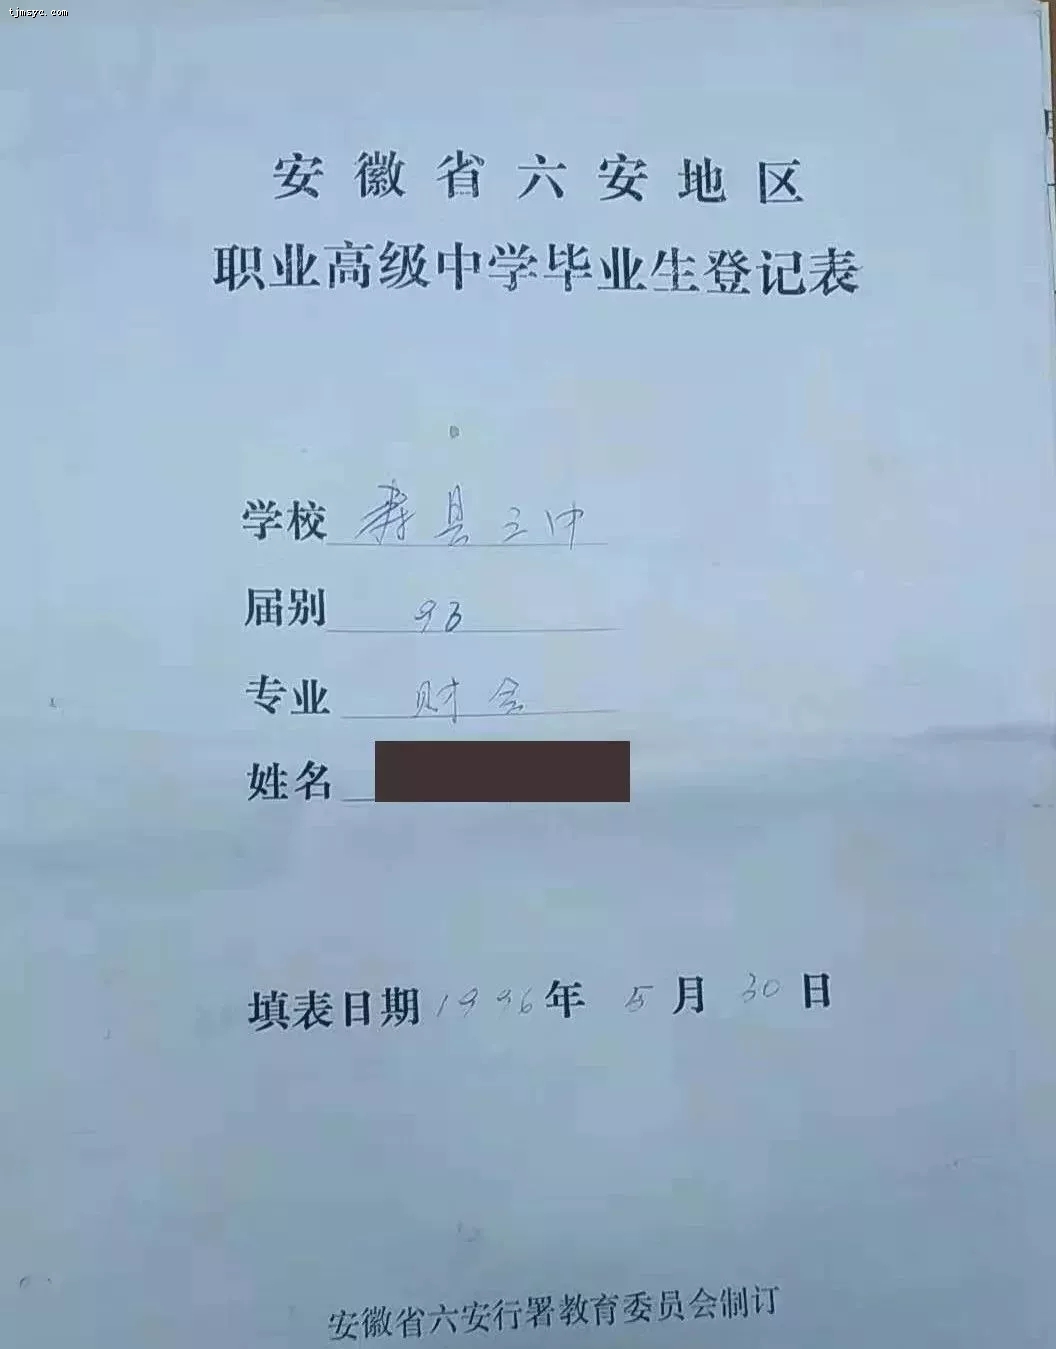 tjmsyc.com
安徽省六安地区
职业高级中学毕业生登记表
学校 寿县三中
届别 93
专业 财会
姓名
填表日期 1996年 5月 30日
安徽省六安行署教育委员会制订